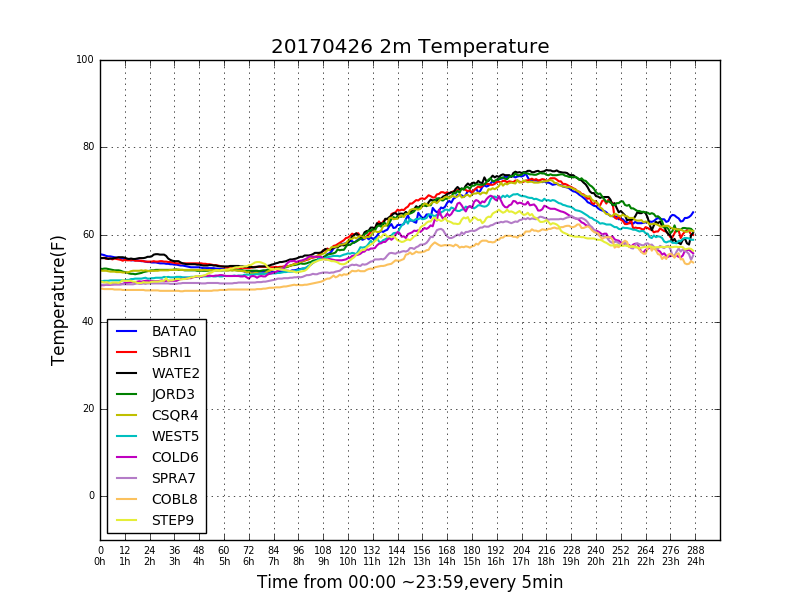 20170426 2m Temperature
100
80
60
40
20
0
Temperature(F)
BATA0
SBRI1
WATE2
JORD3
CSQR4
WEST5
COLD6
SPRA7
COBL8
STEP9
0 12 24 36 48 60 72 84 96 108 120 132 144 156 168 180 192 204 216 228 240 252 264 276 288
0h 1h 2h 3h 4h 5h 6h 7h 8h 9h 10h 11h 12h 13h 14h 15h 16h 17h 18h 19h 20h 21h 22h 23h 24h
Time from 00:00 ~23:59,every 5min